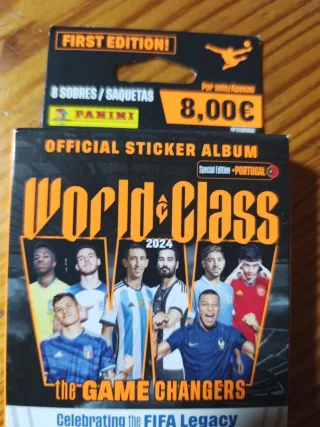 FIRST EDITION!
8 SOBRES / SAQUETAS
Por solo/Apenas
8,00€
PANINI
OFFICIAL STICKER ALBUM
Special Edition PORTUGAL
World Class
2024
the GAME CHANGERS
Celebrating the FIFA Legacy